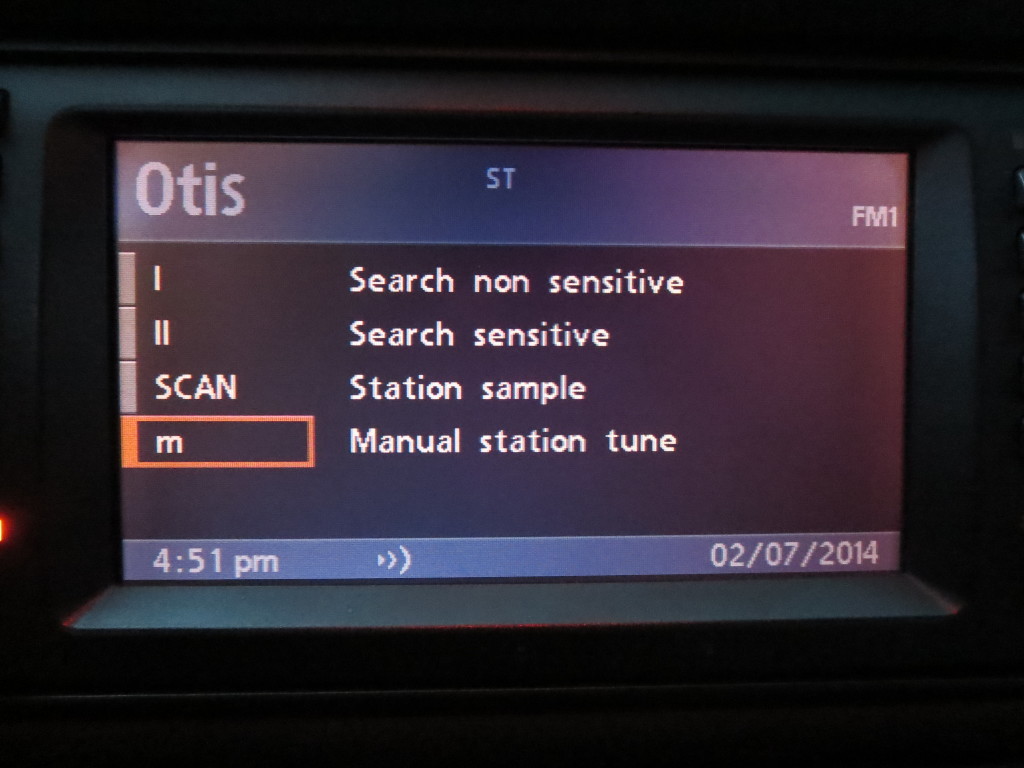 Otis
ST
FM1
I Search non sensitive
II Search sensitive
SCAN Station sample
m Manual station tune
4:51 pm
02/07/2014